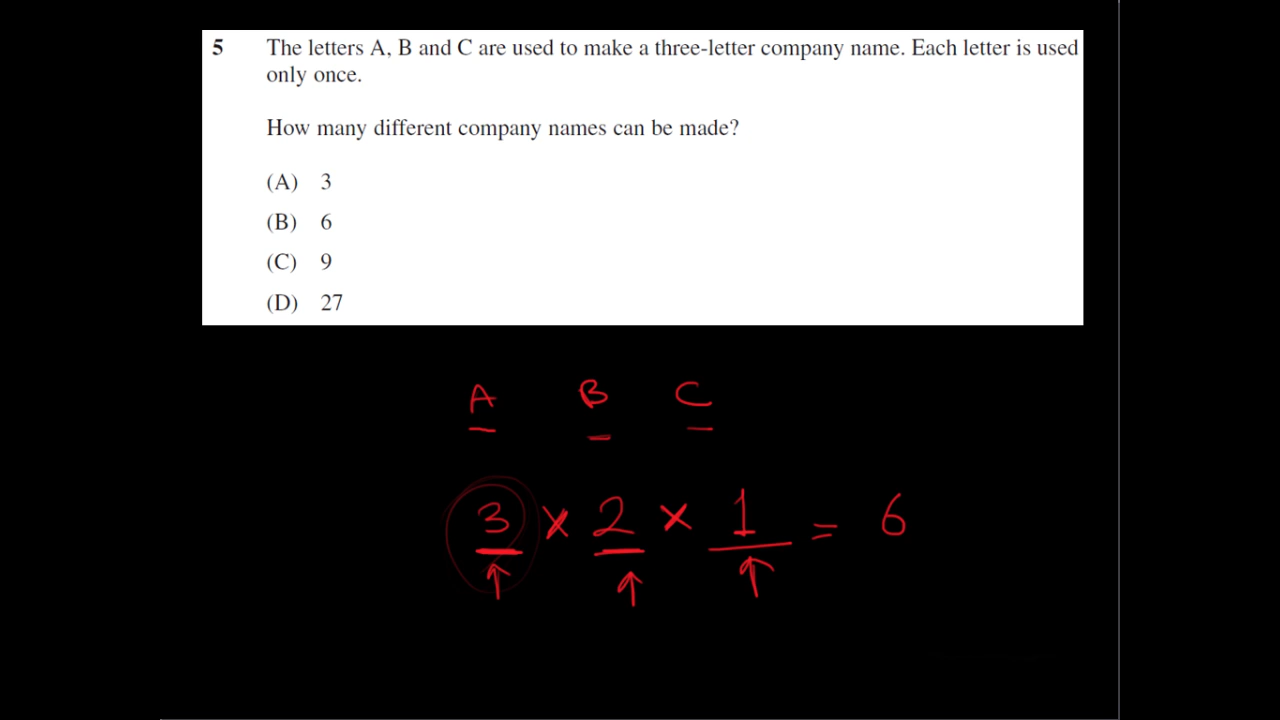 5 The letters A, B and C are used to make a three-letter company name. Each letter is used
only once.
How many different company names can be made?
(A) 3
(B) 6
(C) 9
(D) 27
A B C
3 × 2 × 1 = 6